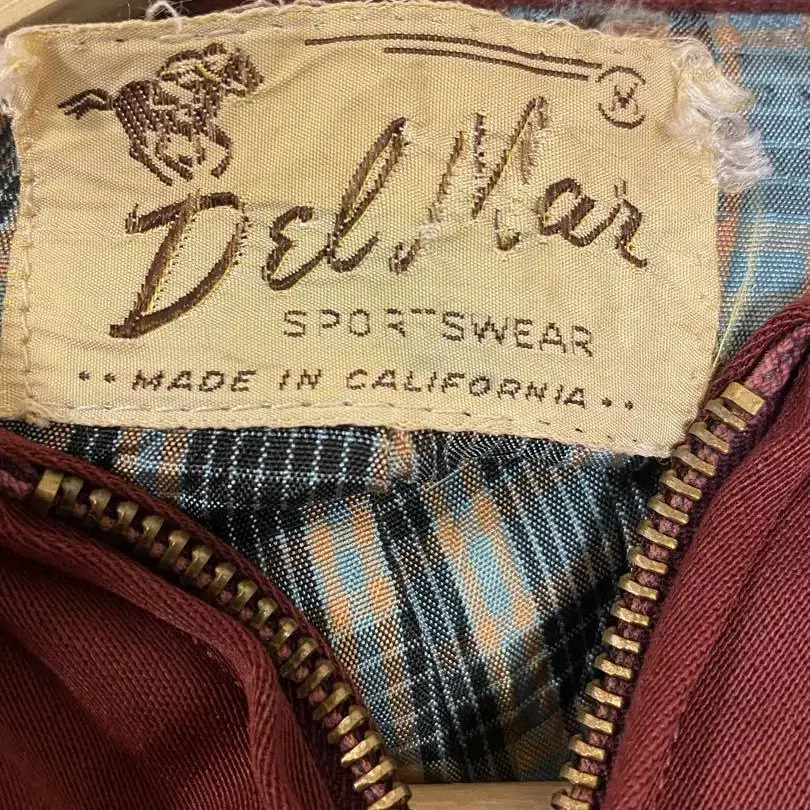 M
Del Mar
SPORTSWEAR
•• MADE IN CALIFORNIA ••